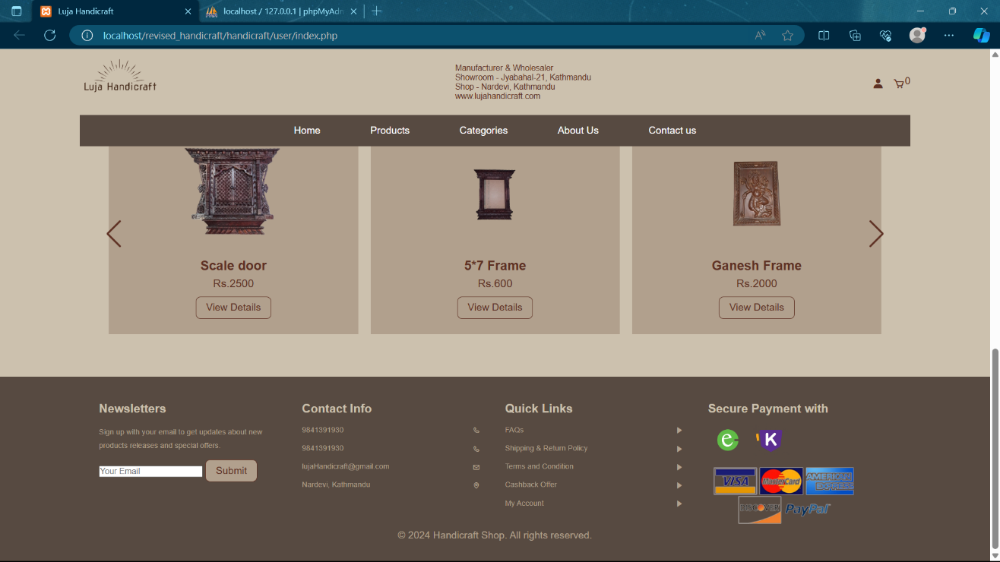 Luja Handicraft
localhost / 127.0.0.1 | phpMyAdn
localhost/revised_handicraft/handicraft/user/index.php
Luja Handicraft
Manufacturer & Wholesaler
Showroom - Jyabahal-21, Kathmandu
Shop - Nardevi, Kathmandu
www.lujahandicraft.com
0
Home Products Categories About Us Contact us
Scale door
Rs.2500
View Details
5*7 Frame
Rs.600
View Details
Ganesh Frame
Rs.2000
View Details
Newsletters
Sign up with your email to get updates about new
products releases and special offers.
Your Email
Submit
Contact Info
9841391930
9841391930
lujaHandicraft@gmail.com
Nardevi, Kathmandu
Quick Links
FAQs
Shipping & Return Policy
Terms and Condition
Cashback Offer
My Account
Secure Payment with
e
K
VISA
MasterCard
AMERICAN
EXPRESS
DISCOVER
PayPal
© 2024 Handicraft Shop. All rights reserved.